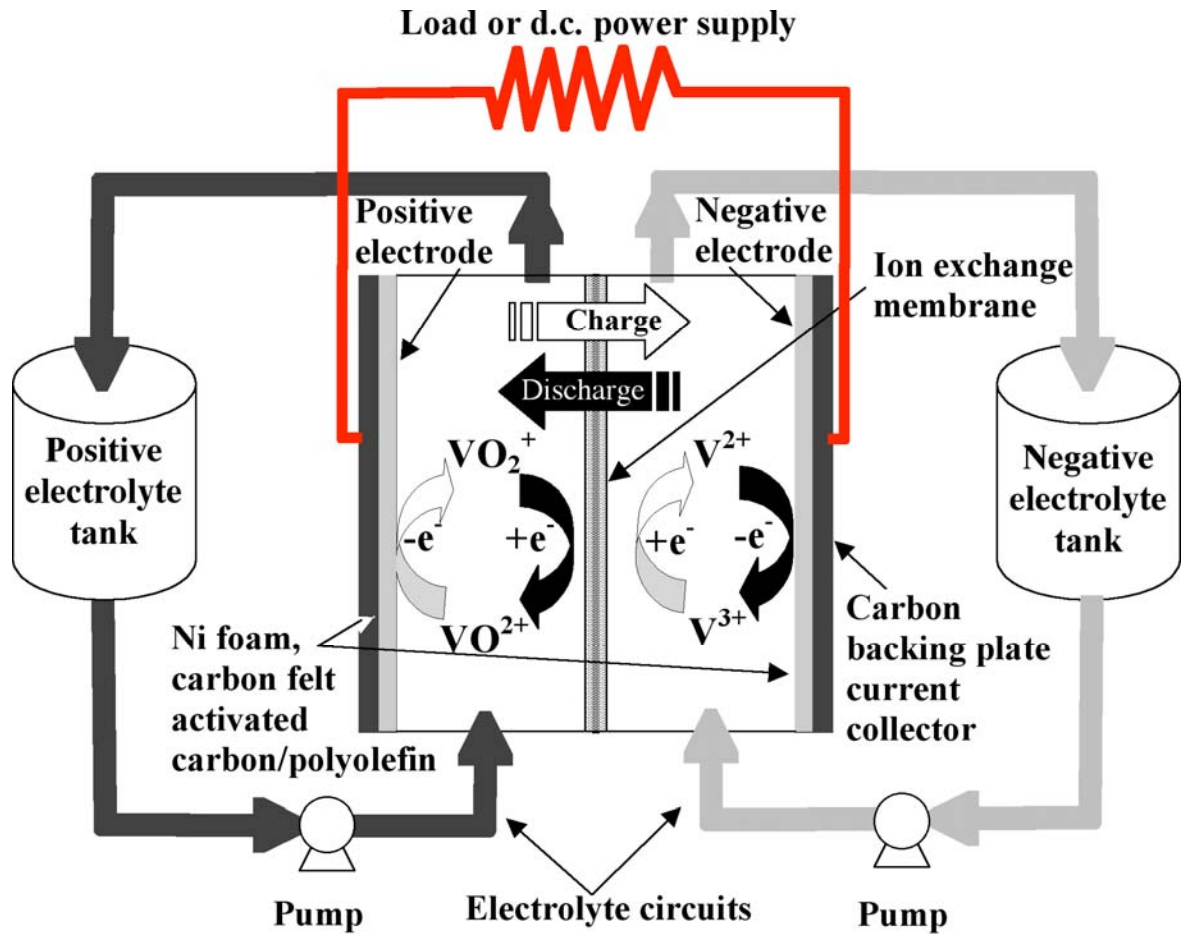 Load or d.c. power supply
Positive
electrode
Negative
electrode
Ion exchange
membrane
Charge
Discharge
Positive
electrolyte
tank
Negative
electrolyte
tank
VO₂⁺
V²⁺
-e⁻
+e⁻
+e⁻
-e⁻
VO²⁺
V³⁺
Ni foam,
carbon felt
activated
carbon/polyolefin
Carbon
backing plate
current
collector
Pump
Electrolyte circuits
Pump